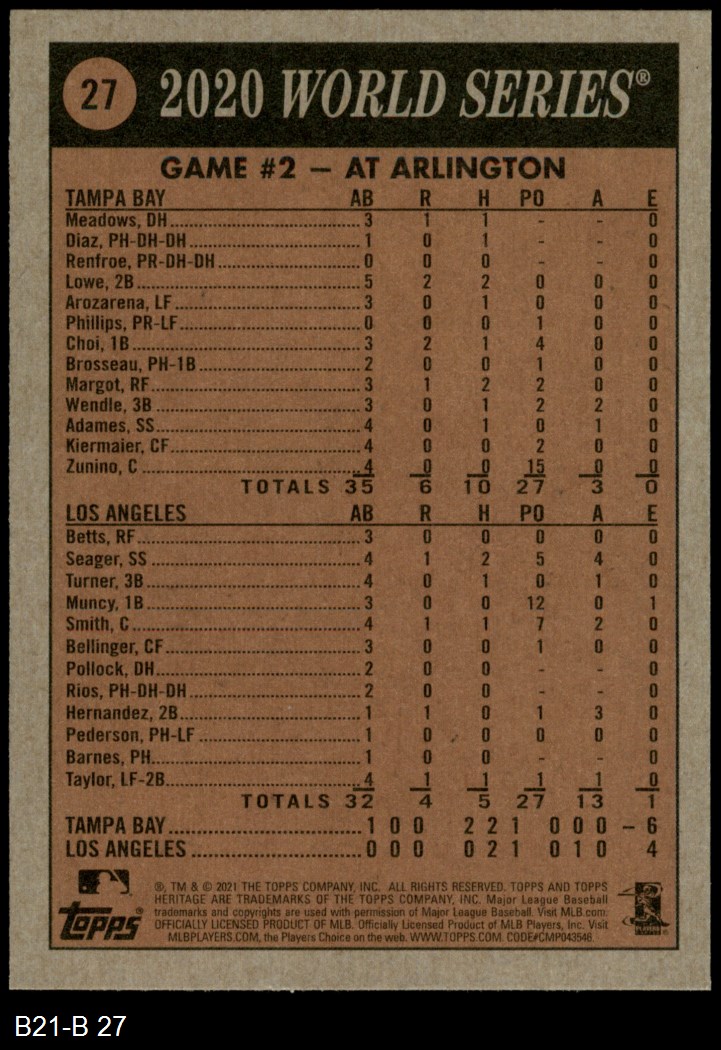 27
2020 WORLD SERIES®
GAME #2 – AT ARLINGTON
TAMPA BAY AB R H PO A E
Meadows, DH 3 1 1 - - 0
Diaz, PH-DH-DH 1 0 1 - - 0
Renfroe, PR-DH-DH 0 0 0 - - 0
Lowe, 2B 5 2 2 0 0 0
Arozarena, LF 3 0 1 0 0 0
Phillips, PR-LF 0 0 0 1 0 0
Choi, 1B 3 2 1 4 0 0
Brosseau, PH-1B 2 0 0 1 0 0
Margot, RF 3 1 2 2 0 0
Wendle, 3B 3 0 1 2 2 0
Adames, SS 4 0 1 0 1 0
Kiermaier, CF 4 0 0 2 0 0
Zunino, C 4 0 0 15 0 0
TOTALS 35 6 10 27 3 0
LOS ANGELES AB R H PO A E
Betts, RF 3 0 0 0 0 0
Seager, SS 4 1 2 5 4 0
Turner, 3B 4 0 1 0 1 0
Muncy, 1B 3 0 0 12 0 1
Smith, C 4 1 1 7 2 0
Bellinger, CF 3 0 0 1 0 0
Pollock, DH 2 0 0 - - 0
Rios, PH-DH-DH 2 0 0 - - 0
Hernandez, 2B 1 1 0 1 3 0
Pederson, PH-LF 1 0 0 0 0 0
Barnes, PH 1 0 0 - - 0
Taylor, LF-2B 4 1 1 1 1 0
TOTALS 32 4 5 27 13 1
TAMPA BAY 1 0 0 2 2 1 0 0 0 – 6
LOS ANGELES 0 0 0 0 2 1 0 1 0 4
®, TM & © 2021 THE TOPPS COMPANY, INC. ALL RIGHTS RESERVED. TOPPS AND TOPPS
HERITAGE ARE TRADEMARKS OF THE TOPPS COMPANY, INC. Major League Baseball
trademarks and copyrights are used with permission of Major League Baseball. Visit MLB.com.
OFFICIALLY LICENSED PRODUCT OF MLB. Officially Licensed Product of MLB Players, Inc. Visit
MLBPLAYERS.COM, the Players Choice on the web. WWW.TOPPS.COM. CODE#CMP043546
Topps®
PLAYERS
B21-B 27